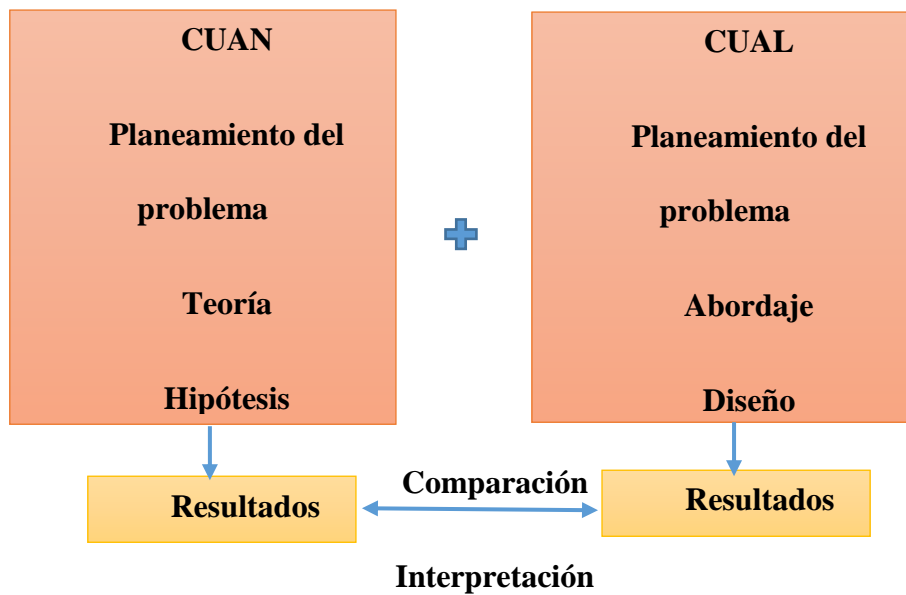 CUAN
Planeamiento del
problema
Teoría
Hipótesis
CUAL
Planeamiento del
problema
Abordaje
Diseño
Resultados
Comparación
Resultados
Interpretación